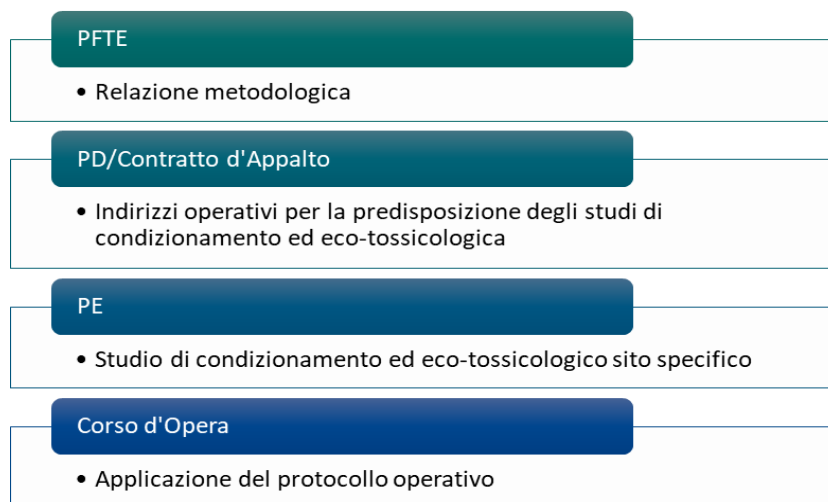 PFTE
• Relazione metodologica
PD/Contratto d'Appalto
• Indirizzi operativi per la predisposizione degli studi di
condizionamento ed eco-tossicologica
PE
• Studio di condizionamento ed eco-tossicologico sito specifico
Corso d'Opera
• Applicazione del protocollo operativo